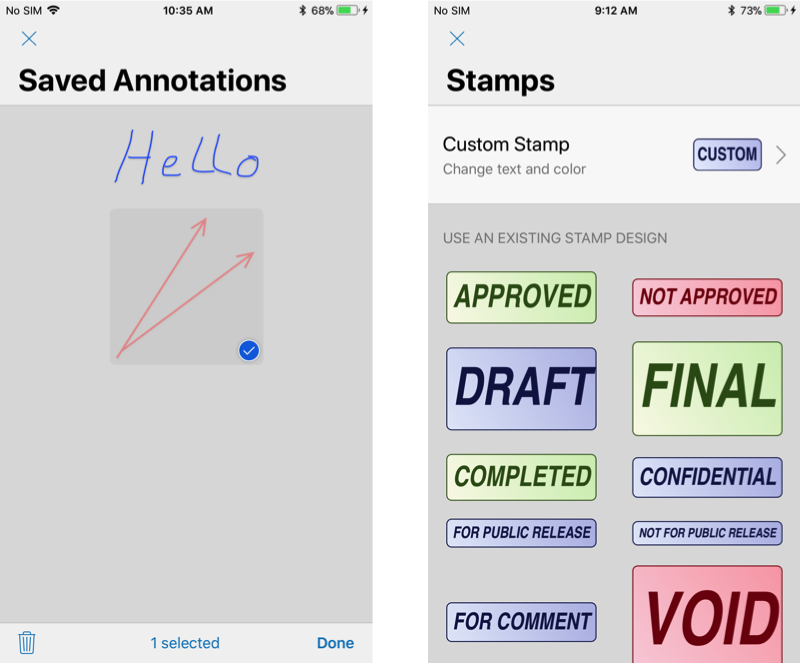 No SIM 10:35 AM 68%
Saved Annotations
Hello
1 selected Done
No SIM 9:12 AM 73%
Stamps
Custom Stamp
Change text and color
CUSTOM
USE AN EXISTING STAMP DESIGN
APPROVED NOT APPROVED
DRAFT FINAL
COMPLETED CONFIDENTIAL
FOR PUBLIC RELEASE NOT FOR PUBLIC RELEASE
FOR COMMENT VOID